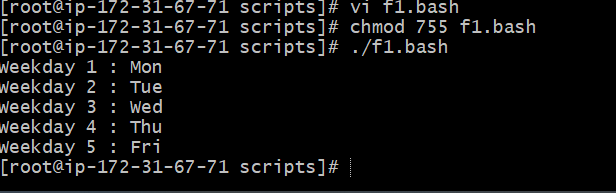 [root@ip-172-31-67-71 scripts]# vi f1.bash
[root@ip-172-31-67-71 scripts]# chmod 755 f1.bash
[root@ip-172-31-67-71 scripts]# ./f1.bash
Weekday 1 : Mon
Weekday 2 : Tue
Weekday 3 : Wed
Weekday 4 : Thu
Weekday 5 : Fri
[root@ip-172-31-67-71 scripts]#